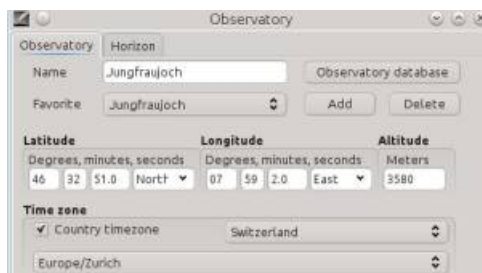 Observatory
Observatory Horizon
Name Jungfraujoch Observatory database
Favorite Jungfraujoch Add Delete
Latitude Longitude Altitude
Degrees, minutes, seconds Degrees, minutes, seconds Meters
46 32 51.0 North 07 59 2.0 East 3580
Time zone
Country timezone Switzerland
Europe/Zurich